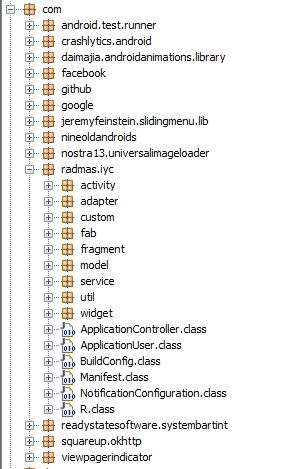 com
android.test.runner
crashlytics.android
daimajia.androidanimations.library
facebook
github
google
jeremyfeinstein.slidingmenu.lib
nineoldandroids
nostra13.universalimageloader
radmas.iyc
activity
adapter
custom
fab
fragment
model
service
util
widget
ApplicationController.class
ApplicationUser.class
BuildConfig.class
Manifest.class
NotificationConfiguration.class
R.class
readystatesoftware.systembartint
squareup.okhttp
viewpagerindicator